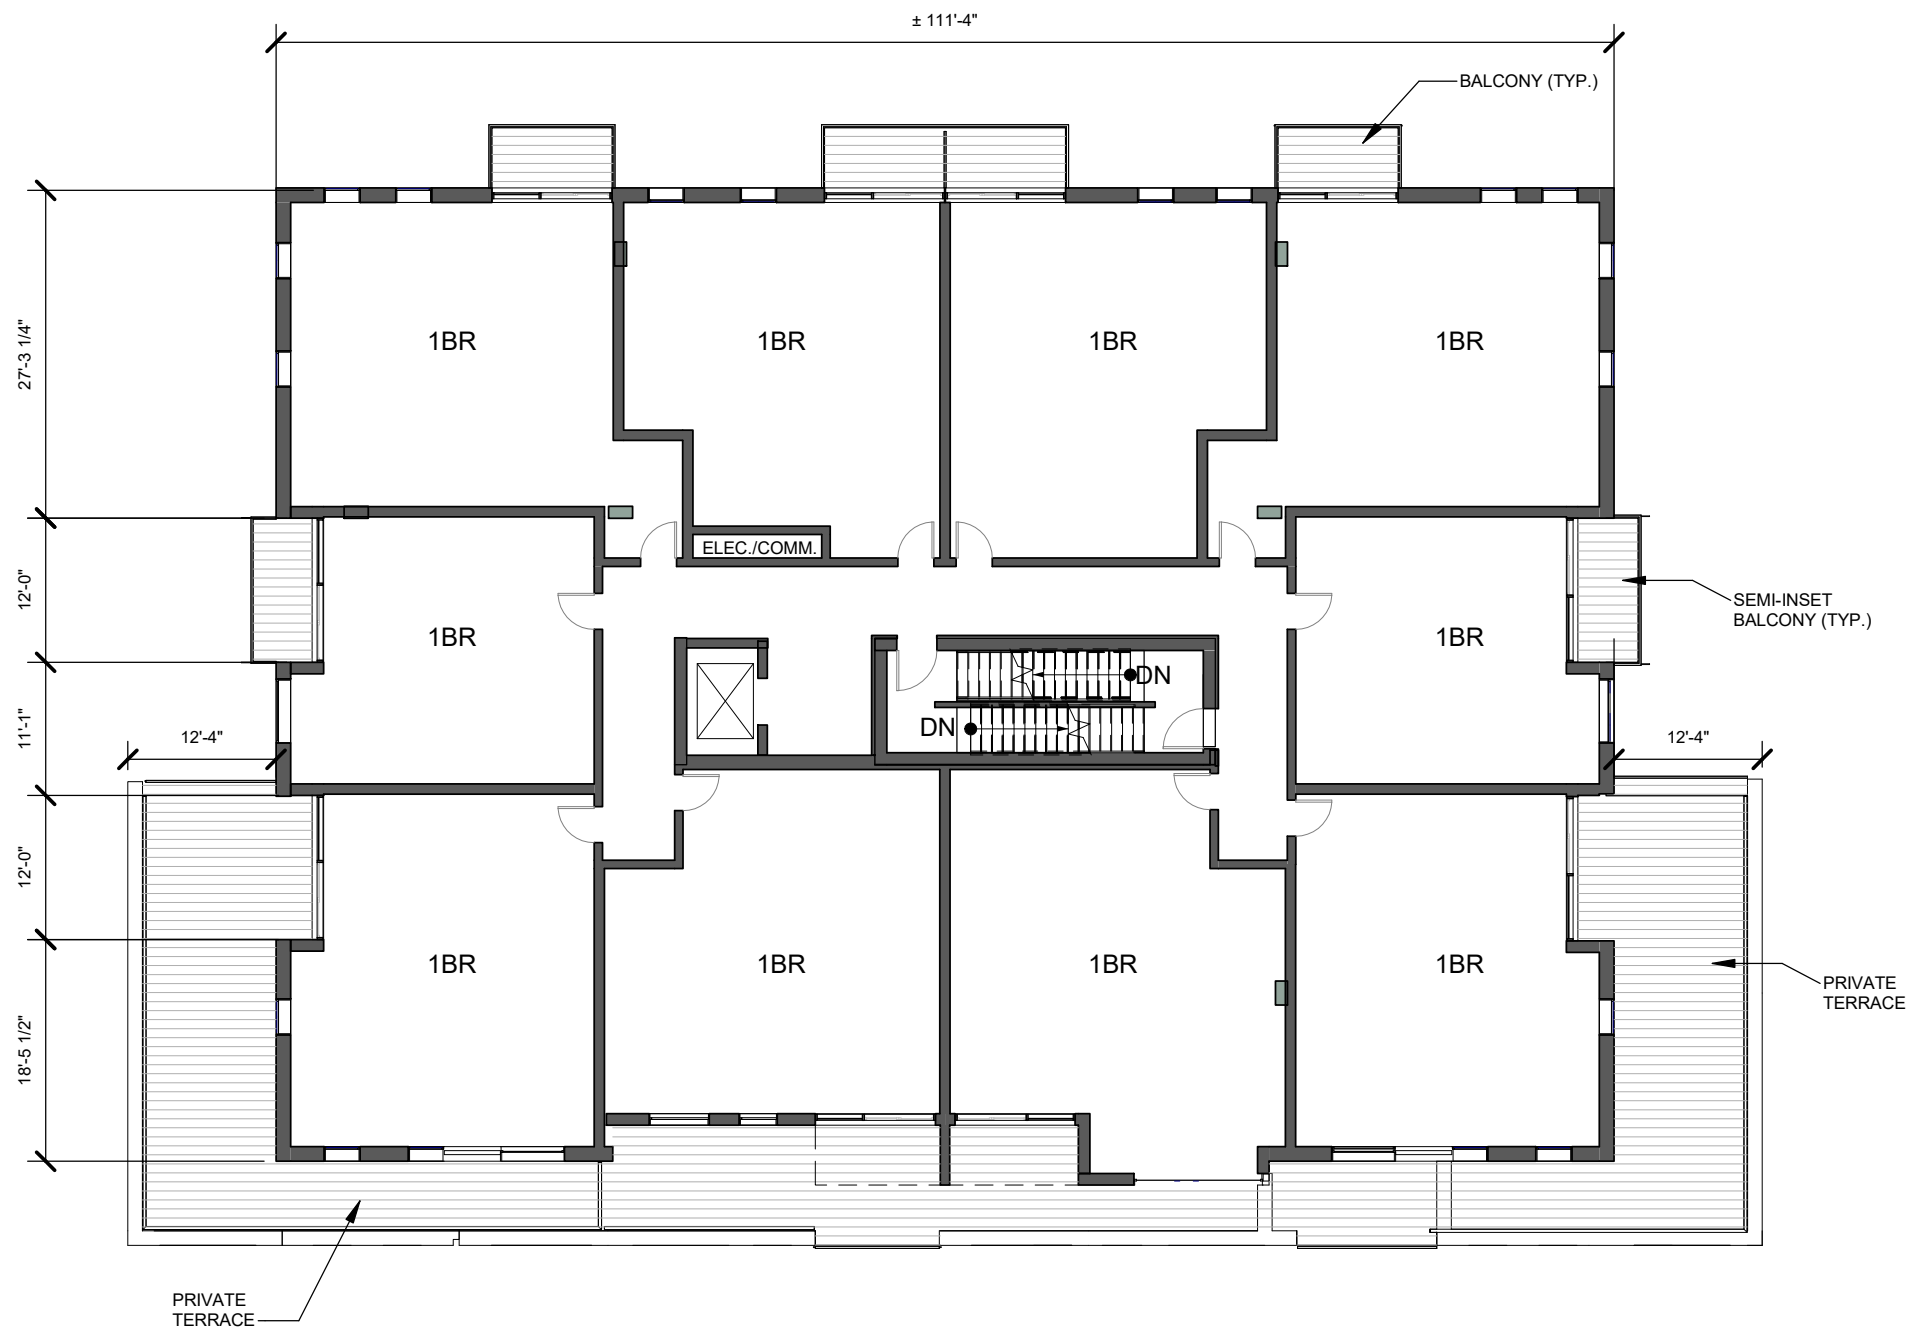 ± 111'-4"
BALCONY (TYP.)
27'-3 1/4"
1BR
1BR
1BR
1BR
ELEC./COMM.
12'-0"
1BR
1BR
SEMI-INSET
BALCONY (TYP.)
DN
DN
11'-1"
12'-4"
12'-4"
12'-0"
1BR
1BR
1BR
1BR
PRIVATE
TERRACE
18'-5 1/2"
PRIVATE
TERRACE